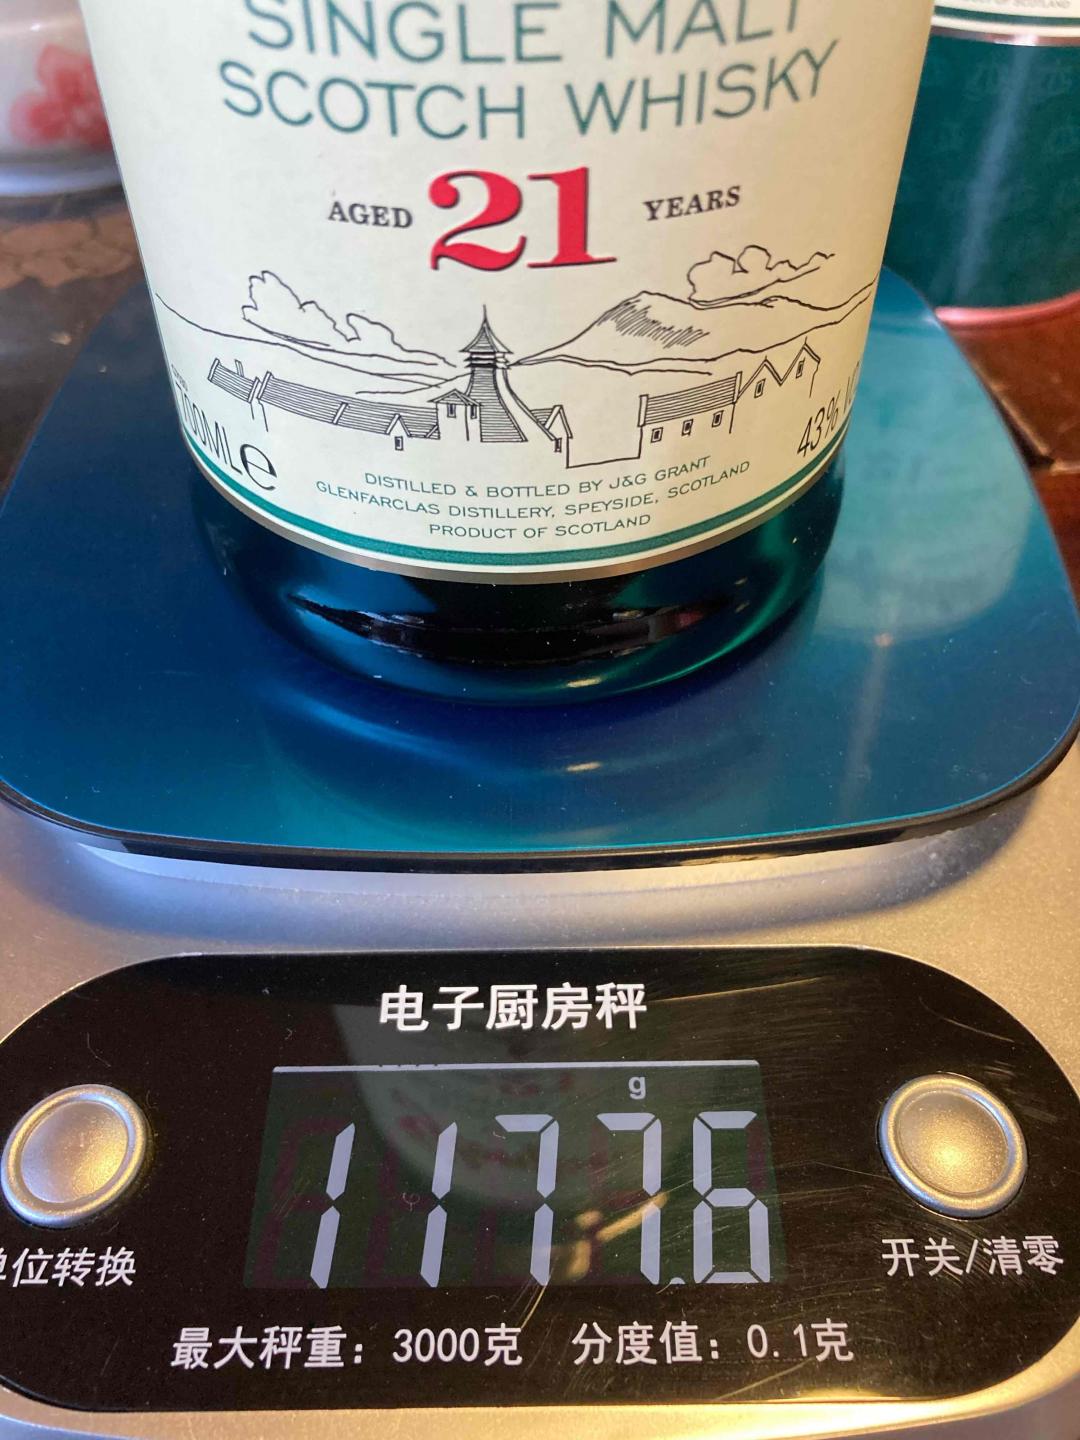 SINGLE MALT
SCOTCH WHISKY
AGED 21 YEARS
700MLe
43%
DISTILLED & BOTTLED BY J&G GRANT
GLENFARCLAS DISTILLERY, SPEYSIDE, SCOTLAND
PRODUCT OF SCOTLAND
电子厨房秤
g
1177.6
单位转换
开关/清零
最大秤重：3000克 分度值：0.1克